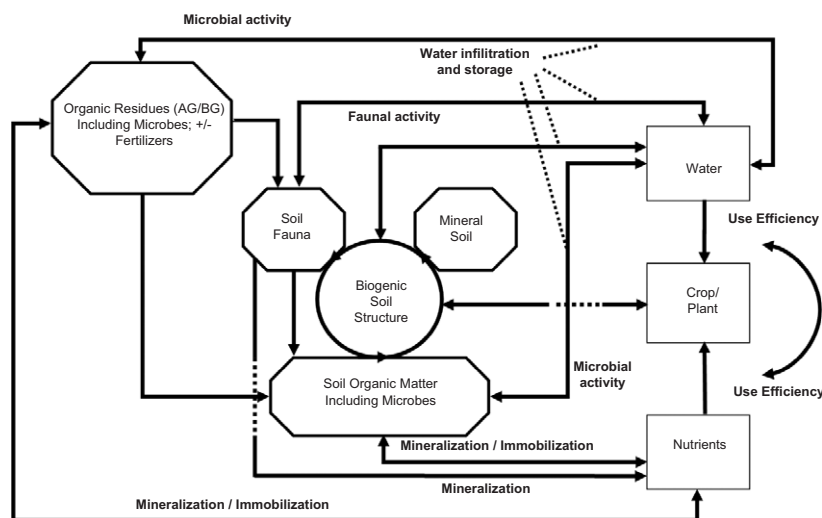 Microbial activity
Water infilitration
and storage
Organic Residues (AG/BG)
Including Microbes; +/-
Fertilizers
Faunal activity
Water
Soil
Fauna
Mineral
Soil
Use Efficiency
Biogenic
Soil
Structure
Crop/
Plant
Microbial
activity
Soil Organic Matter
Including Microbes
Use Efficiency
Mineralization / Immobilization
Nutrients
Mineralization
Mineralization / Immobilization